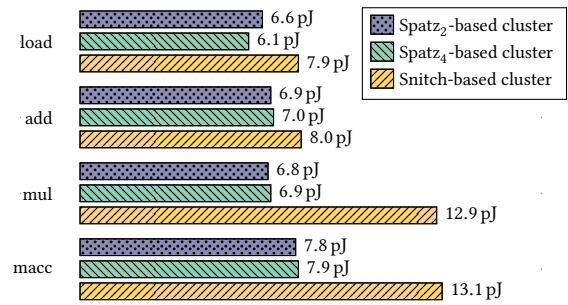 6.6 pJ
load
6.1 pJ
7.9 pJ
Spatz2-based cluster
Spatz4-based cluster
Snitch-based cluster
6.9 pJ
add
7.0 pJ
8.0 pJ
6.8 pJ
mul
6.9 pJ
12.9 pJ
7.8 pJ
macc
7.9 pJ
13.1 pJ